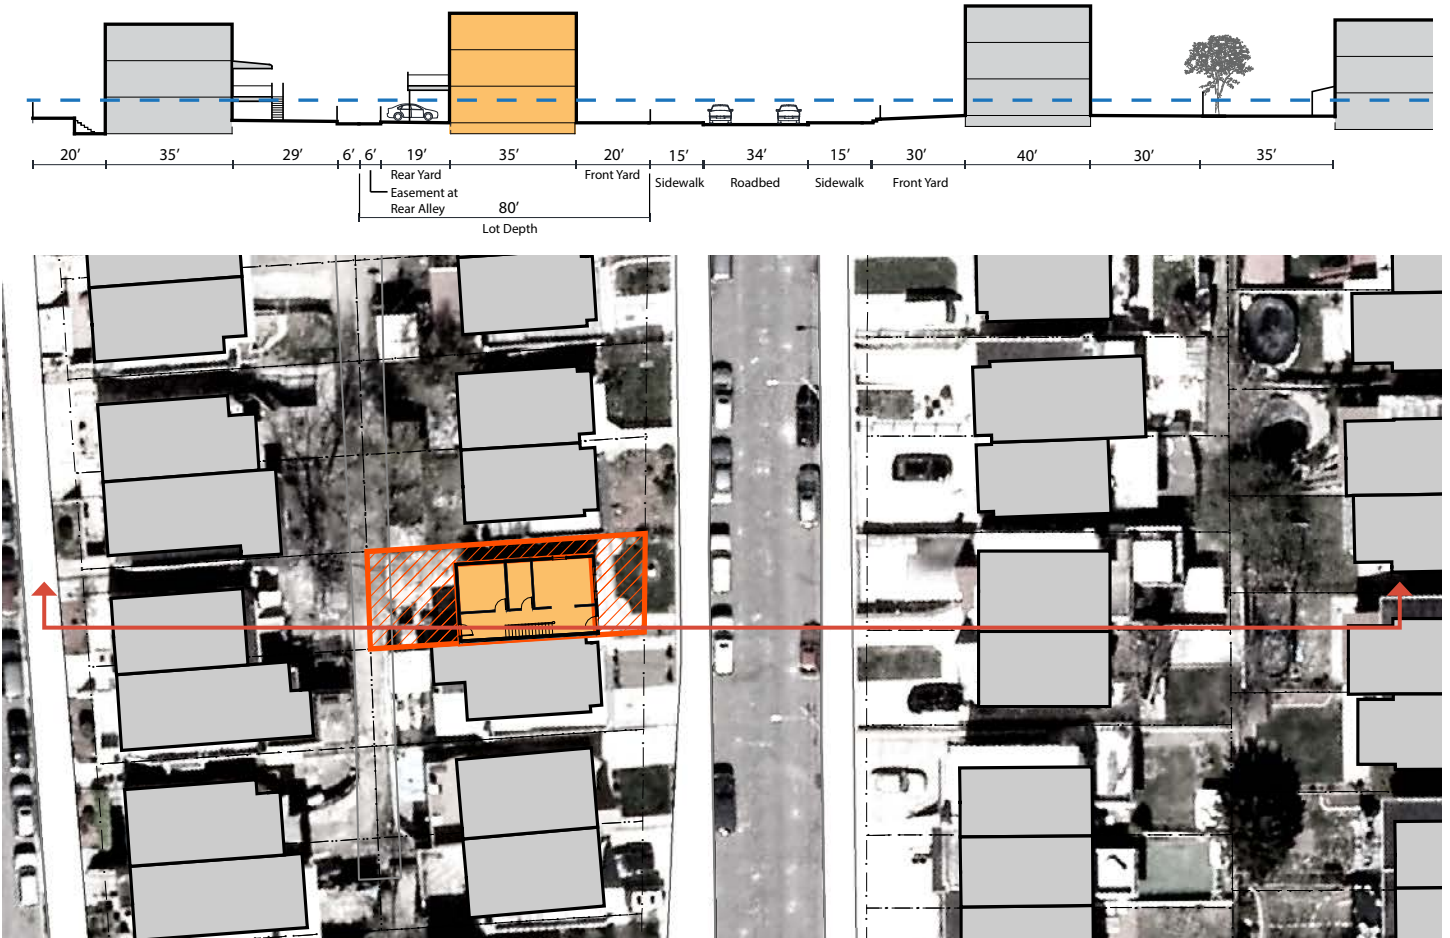 20′ 35′ 29′ 6′ 6′ 19′ 35′ 20′ 15′ 34′ 15′ 30′ 40′ 30′ 35′
Rear Yard Front Yard Sidewalk Roadbed Sidewalk Front Yard
Easement at
Rear Alley 80′
Lot Depth